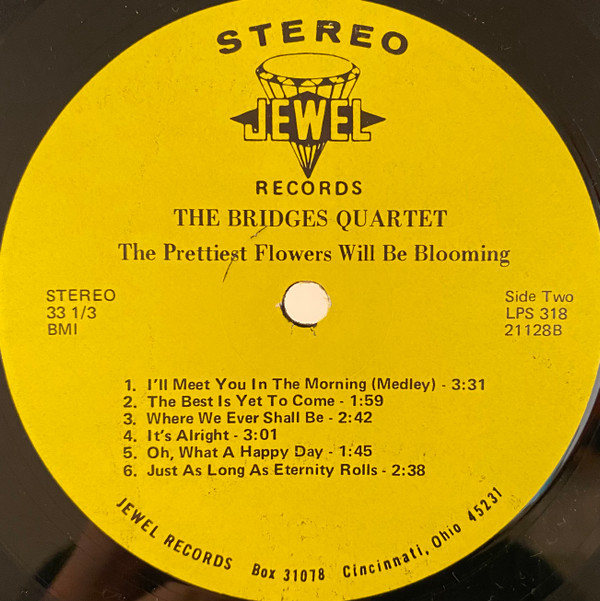 STEREO
JEWEL
RECORDS
THE BRIDGES QUARTET
The Prettiest Flowers Will Be Blooming
STEREO
33 1/3
BMI
Side Two
LPS 318
21128B
1. I'll Meet You In The Morning (Medley) - 3:31
2. The Best Is Yet To Come - 1:59
3. Where We Ever Shall Be - 2:42
4. It's Alright - 3:01
5. Oh, What A Happy Day - 1:45
6. Just As Long As Eternity Rolls - 2:38
JEWEL RECORDS Box 31078 Cincinnati, Ohio 45231